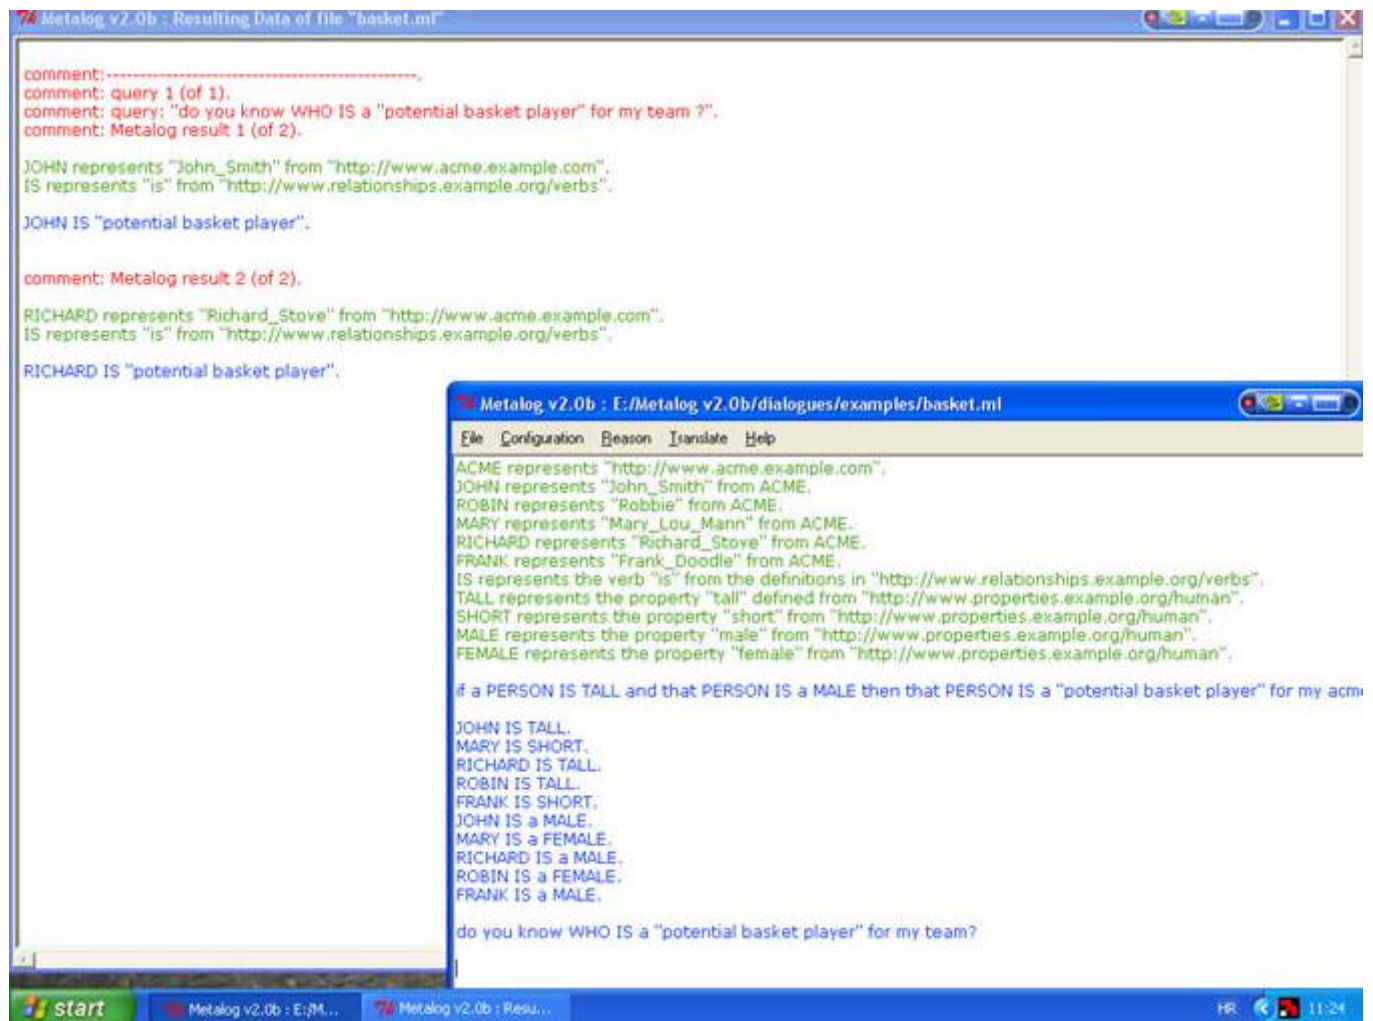 Metalog v2.0b : Resulting Data of file "basket.ml"
comment:-----------------------------------------------.
comment: query 1 (of 1).
comment: query: "do you know WHO IS a "potential basket player" for my team ?".
comment: Metalog result 1 (of 2).
JOHN represents "John_Smith" from "http://www.acme.example.com".
IS represents "is" from "http://www.relationships.example.org/verbs".
JOHN IS "potential basket player".
comment: Metalog result 2 (of 2).
RICHARD represents "Richard_Stove" from "http://www.acme.example.com".
IS represents "is" from "http://www.relationships.example.org/verbs".
RICHARD IS "potential basket player".
Metalog v2.0b : E:/Metalog v2.0b/dialogues/examples/basket.ml
File Configuration Reason Translate Help
ACME represents "http://www.acme.example.com".
JOHN represents "John_Smith" from ACME.
ROBIN represents "Robbie" from ACME.
MARY represents "Mary_Lou_Mann" from ACME.
RICHARD represents "Richard_Stove" from ACME.
FRANK represents "Frank_Doodle" from ACME.
IS represents the verb "is" from the definitions in "http://www.relationships.example.org/verbs".
TALL represents the property "tall" defined from "http://www.properties.example.org/human".
SHORT represents the property "short" from "http://www.properties.example.org/human".
MALE represents the property "male" from "http://www.properties.example.org/human".
FEMALE represents the property "female" from "http://www.properties.example.org/human".
if a PERSON IS TALL and that PERSON IS a MALE then that PERSON IS a "potential basket player" for my acm
JOHN IS TALL.
MARY IS SHORT.
RICHARD IS TALL.
ROBIN IS TALL.
FRANK IS SHORT.
JOHN IS a MALE.
MARY IS a FEMALE.
RICHARD IS a MALE.
ROBIN IS a FEMALE.
FRANK IS a MALE.
do you know WHO IS a "potential basket player" for my team?
start Metalog v2.0b : E:/M... Metalog v2.0b : Resu... HR 11:24